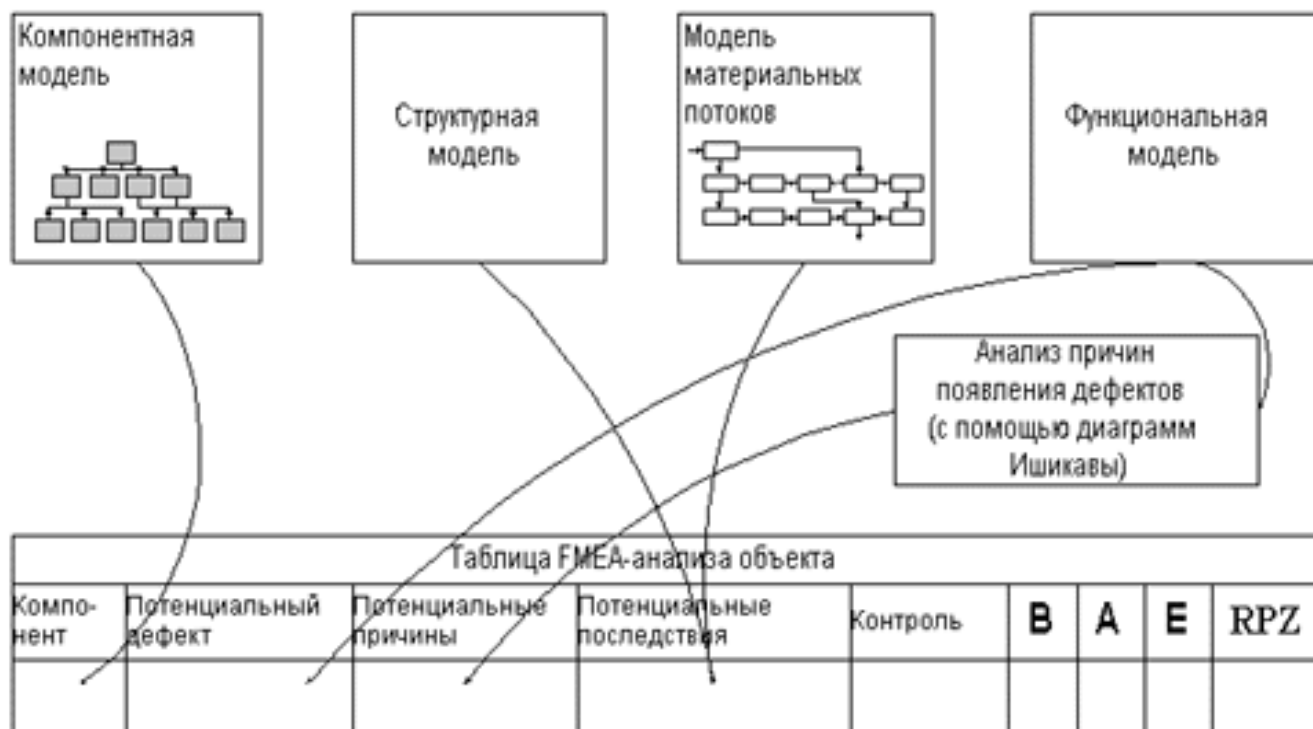 Компонентная
модель
Структурная
модель
Модель
материальных
потоков
Функциональная
модель
Анализ причин
появления дефектов
(с помощью диаграмм
Ишикавы)
Таблица FMEA-анализа объекта
Компо-
нент
Потенциальный
дефект
Потенциальные
причины
Потенциальные
последствия
Контроль
B
A
E
RPZ